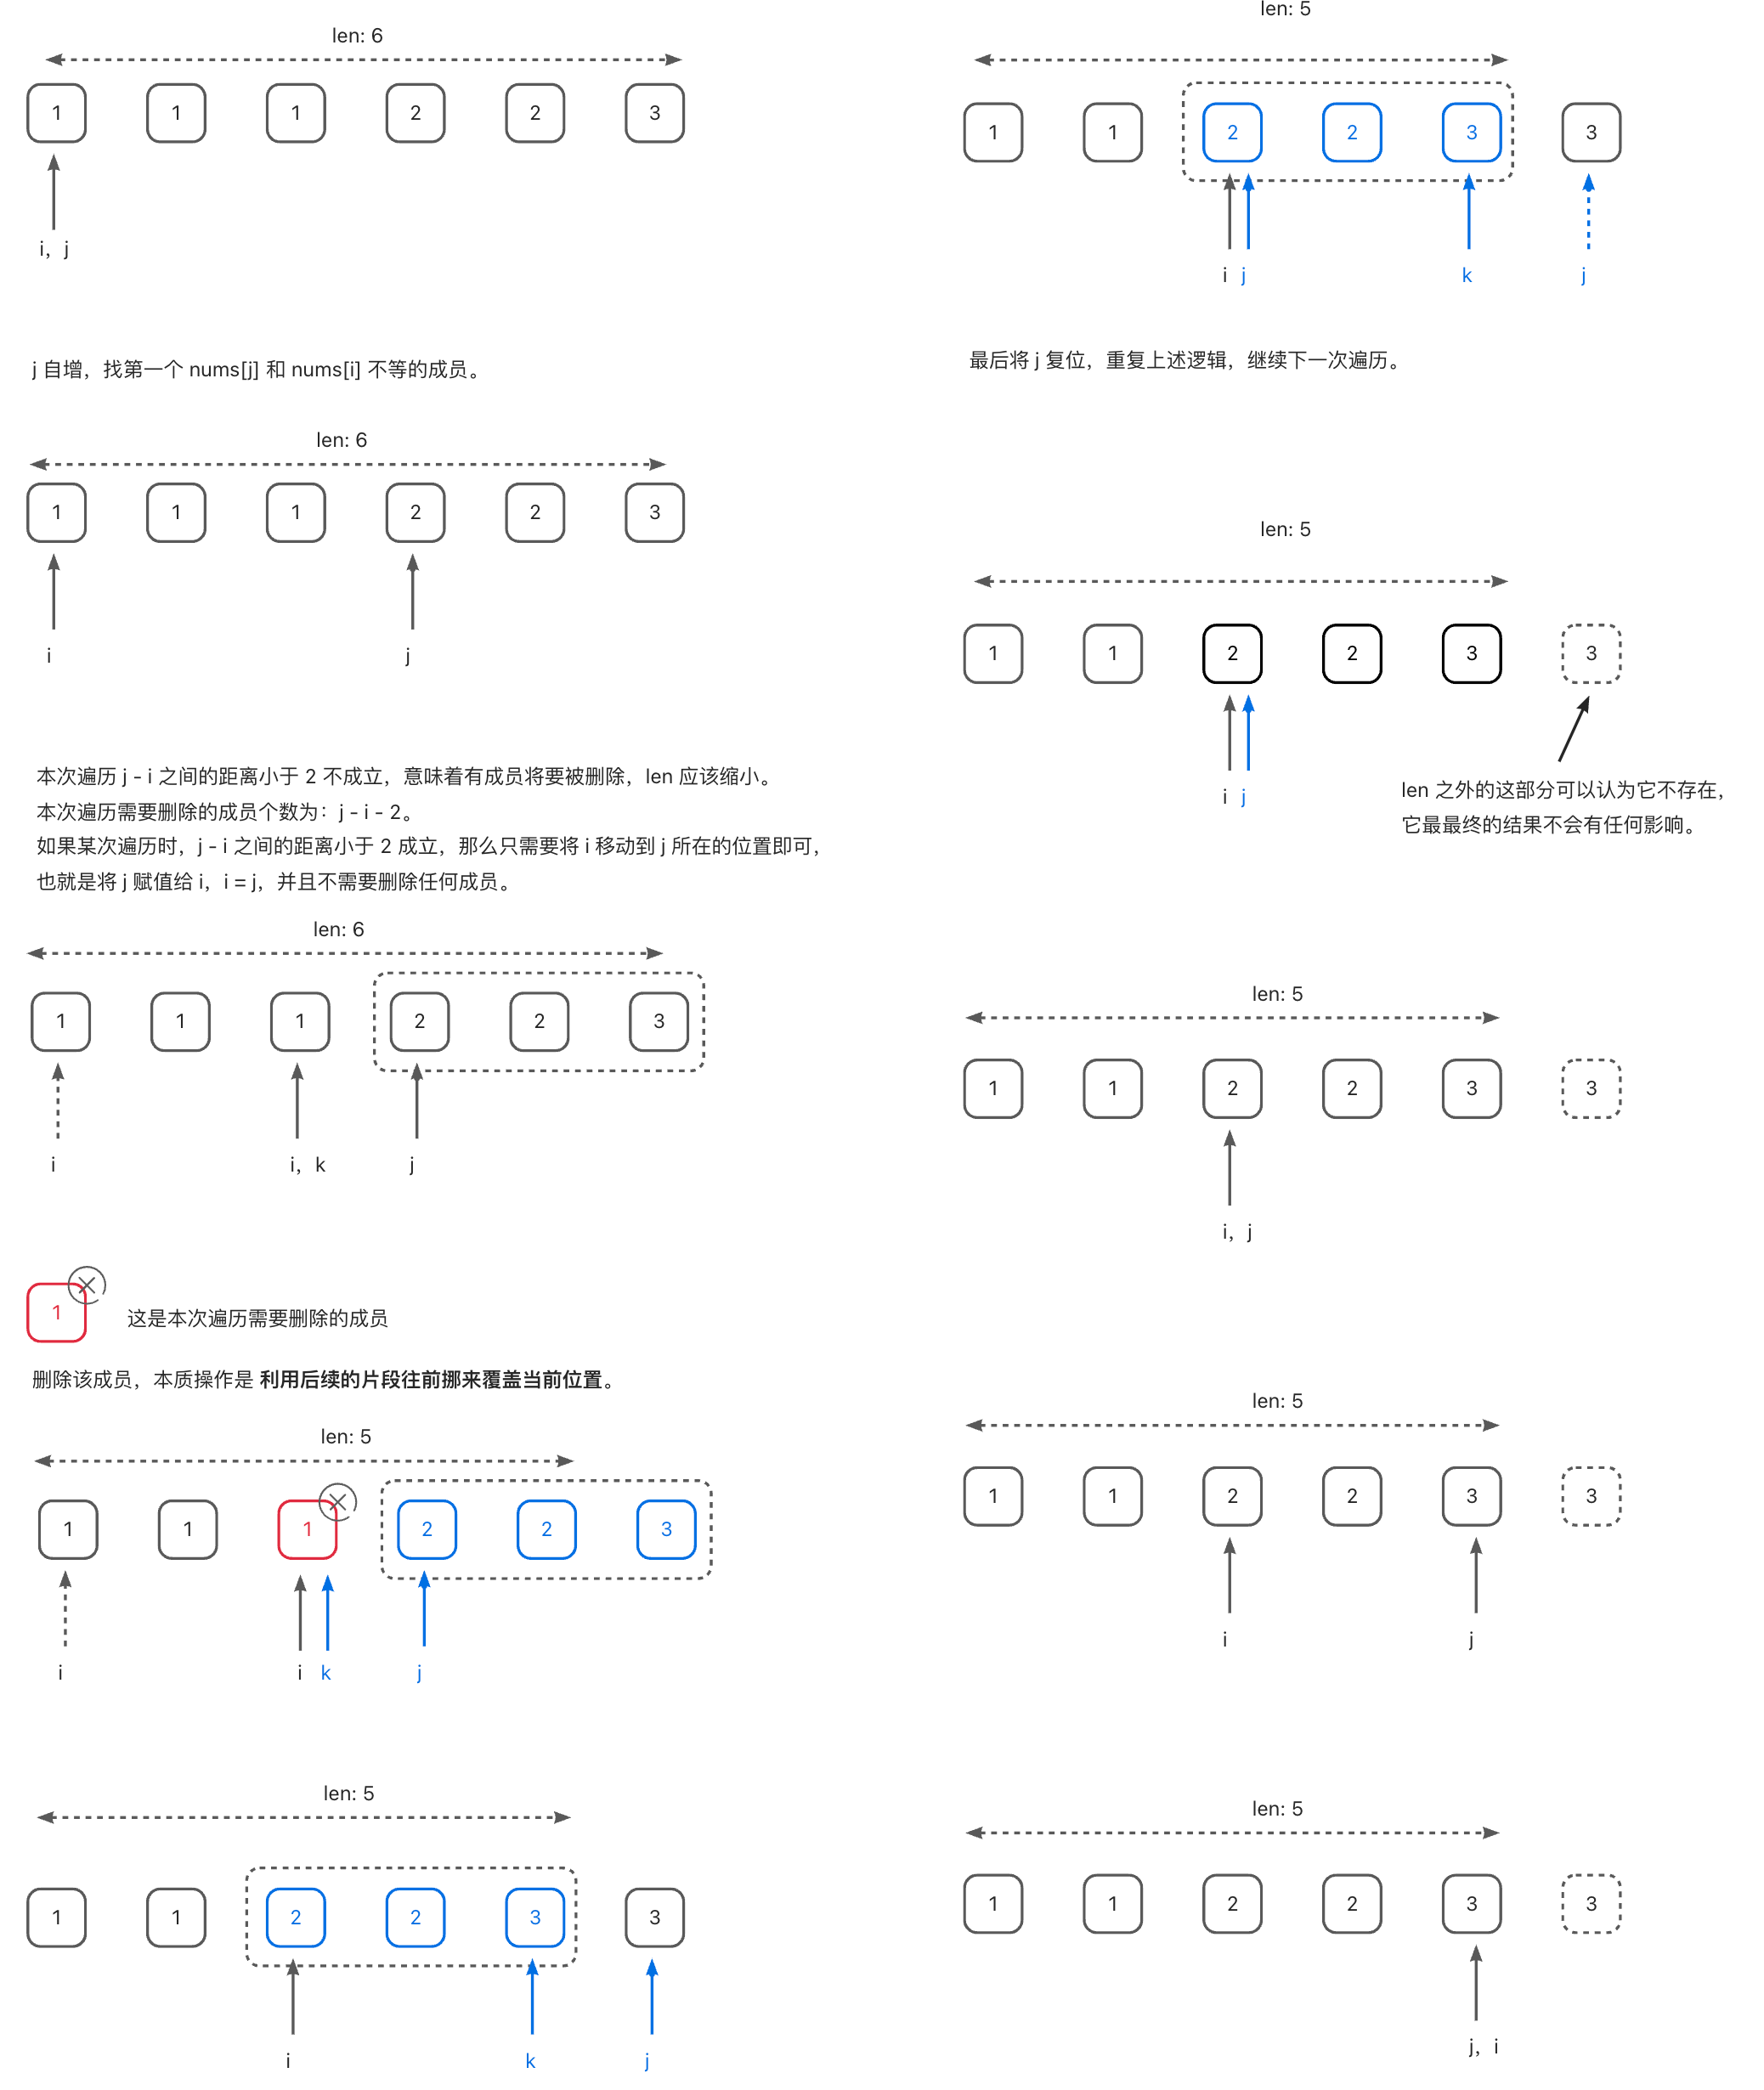 len: 6
1 1 1 2 2 3
i，j
j 自增，找第一个 nums[j] 和 nums[i] 不等的成员。
len: 6
1 1 1 2 2 3
i j
本次遍历 j - i 之间的距离小于 2 不成立，意味着有成员将要被删除，len 应该缩小。
本次遍历需要删除的成员个数为：j - i - 2。
如果某次遍历时，j - i 之间的距离小于 2 成立，那么只需要将 i 移动到 j 所在的位置即可，
也就是将 j 赋值给 i，i = j，并且不需要删除任何成员。
len: 6
1 1 1 2 2 3
i i，k j
1 这是本次遍历需要删除的成员
删除该成员，本质操作是 利用后续的片段往前挪来覆盖当前位置。
len: 5
1 1 1 2 2 3
i i k j
len: 5
1 1 2 2 3 3
i k j
len: 5
1 1 2 2 3 3
i j k j
最后将 j 复位，重复上述逻辑，继续下一次遍历。
len: 5
1 1 2 2 3 3
i j
len 之外的这部分可以认为它不存在，
它最最终的结果不会有任何影响。
len: 5
1 1 2 2 3 3
i，j
len: 5
1 1 2 2 3 3
i j
len: 5
1 1 2 2 3 3
j，i